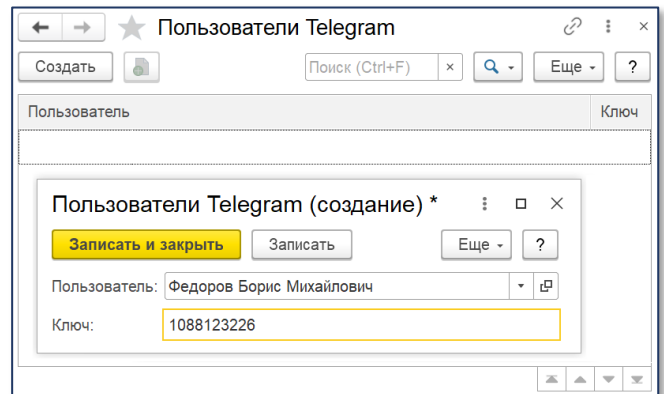 Пользователи Telegram
Создать Поиск (Ctrl+F) Еще ?
Пользователь Ключ
Пользователи Telegram (создание) *
Записать и закрыть Записать Еще ?
Пользователь: Федоров Борис Михайлович
Ключ: 1088123226